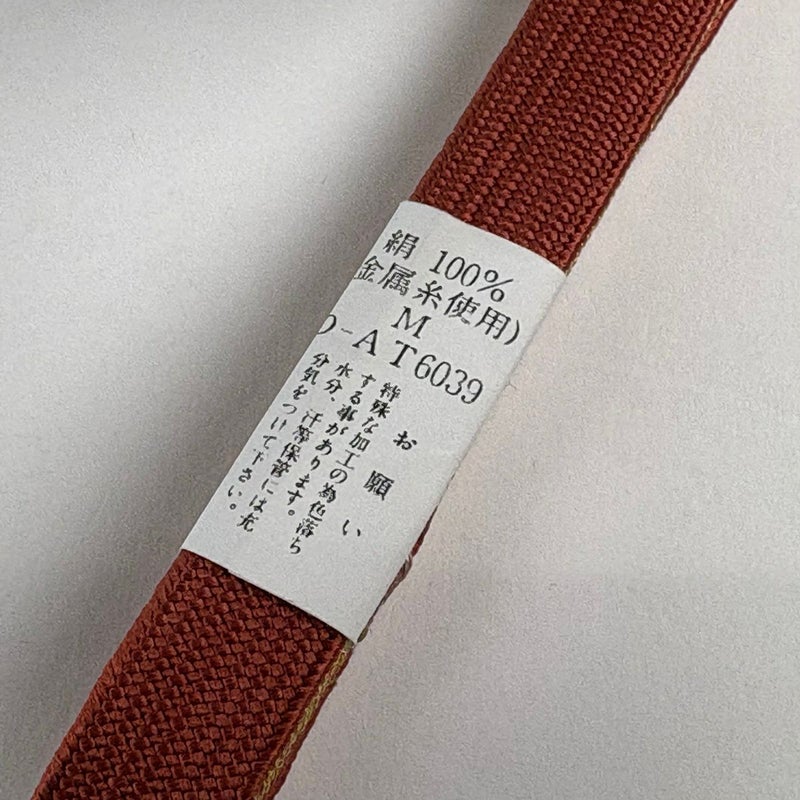 絹 100%
金属糸使用)
M
O-AT6039
お願い
特殊な加工の為色落ち
する事があります。
水分、汗等保管には充
分気をつけて下さい。